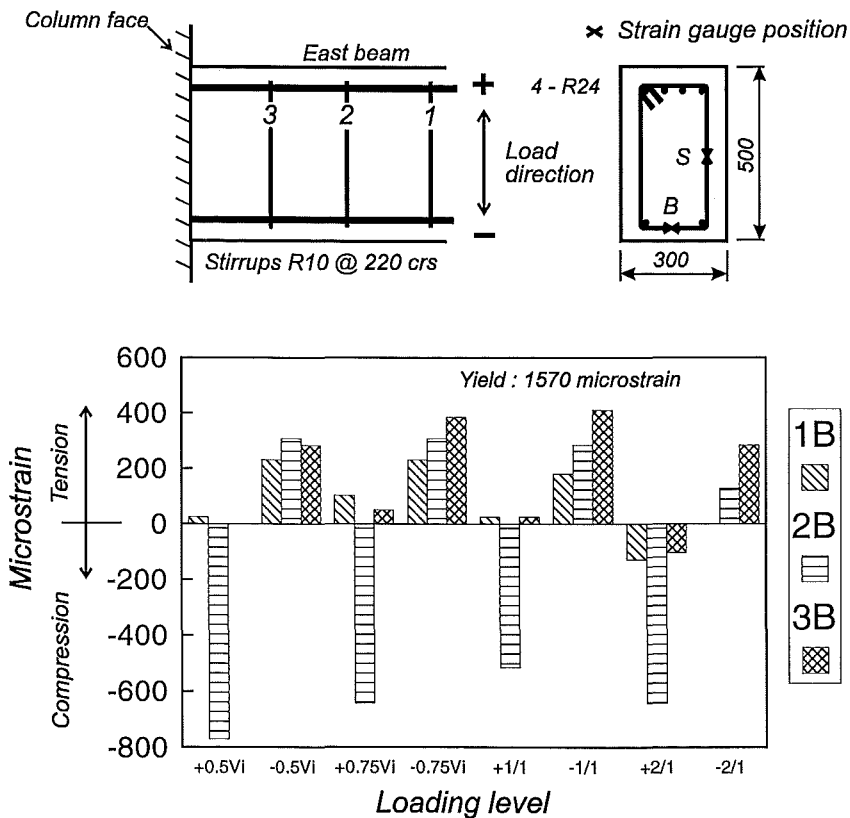 Column face
East beam
3 2 1
+
Load
direction
−
Stirrups R10 @ 220 crs
× Strain gauge position
4 - R24
S
B
500
300
Microstrain
Tension
Compression
600
400
200
0
-200
-400
-600
-800
Yield : 1570 microstrain
+0.5Vi -0.5Vi +0.75Vi -0.75Vi +1/1 -1/1 +2/1 -2/1
Loading level
1B
2B
3B